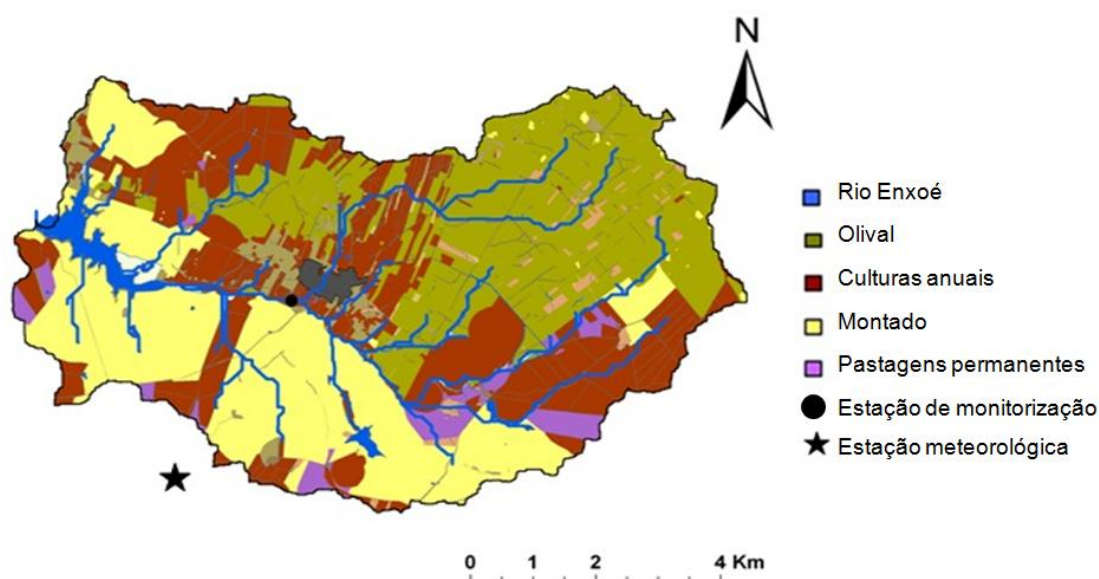 N
Rio Enxoé
Olival
Culturas anuais
Montado
Pastagens permanentes
Estação de monitorização
Estação meteorológica
0 1 2 4 Km